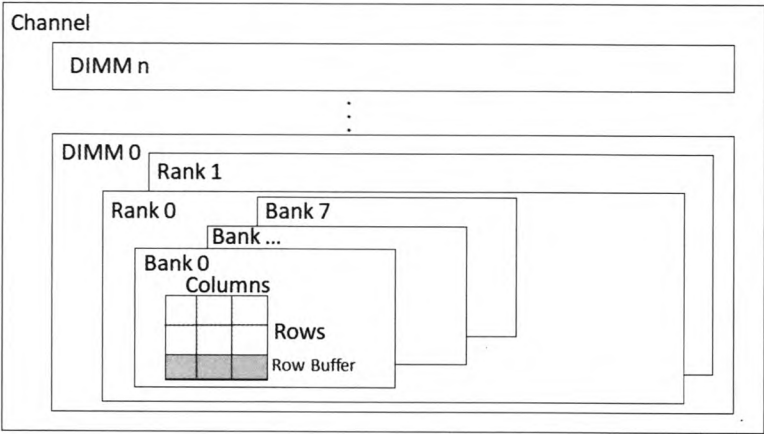 Channel
DIMM n
DIMM 0
Rank 1
Rank 0
Bank 7
Bank ...
Bank 0
Columns
Rows
Row Buffer